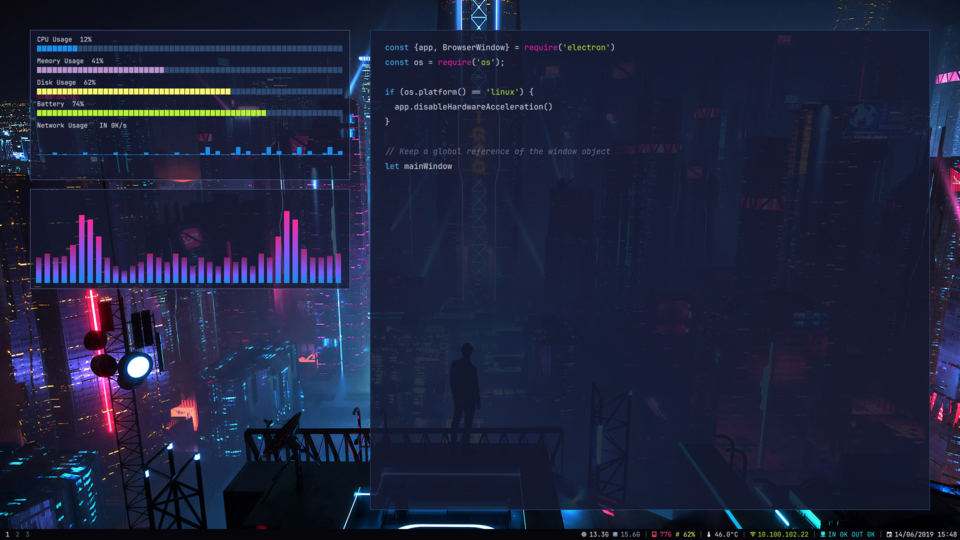 CPU Usage 12%
Memory Usage 41%
Disk Usage 62%
Battery 74%
Network Usage IN 0K/s
const {app, BrowserWindow} = require('electron')
const os = require('os');
if (os.platform() == 'linux') {
app.disableHardwareAcceleration()
}
// Keep a global reference of the window object
let mainWindow
1 2 3 13.3G 15.6G | 77G # 62% | 46.0°C | 10.100.102.22 | IN 0K OUT 0K | 14/06/2019 15:48